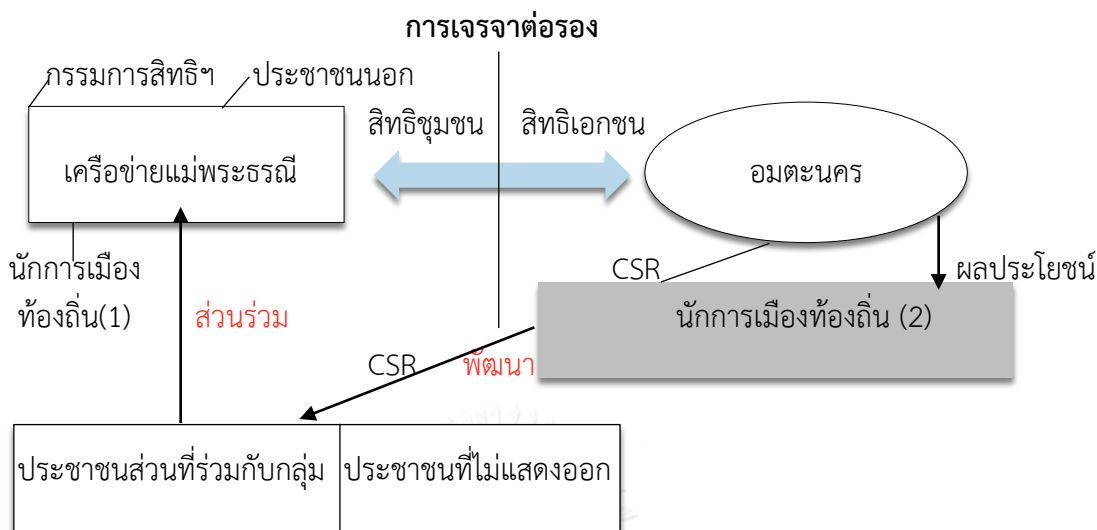 การเจรจาต่อรอง
กรรมการสิทธิฯ ประชาชนนอก
สิทธิชุมชน สิทธิเอกชน
เครือข่ายแม่พระธรณี
อมตะนคร
นักการเมือง
ท้องถิ่น(1)
ส่วนร่วม
CSR
ผลประโยชน์
นักการเมืองท้องถิ่น (2)
CSR
พัฒนา
ประชาชนส่วนที่ร่วมกับกลุ่ม
ประชาชนที่ไม่แสดงออก